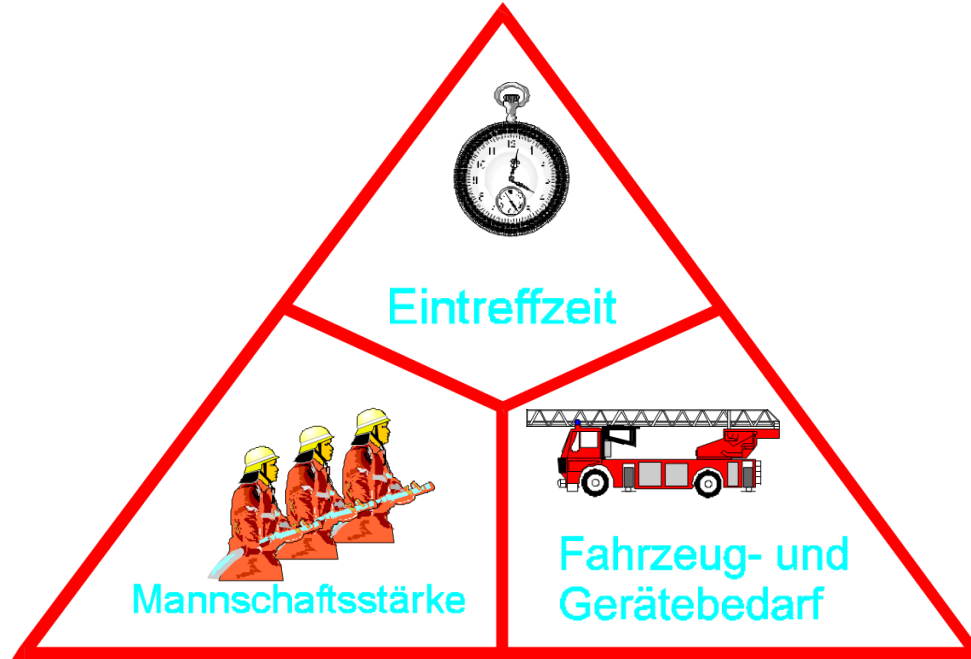 Eintreffzeit
Mannschaftsstärke
Fahrzeug- und
Gerätebedarf